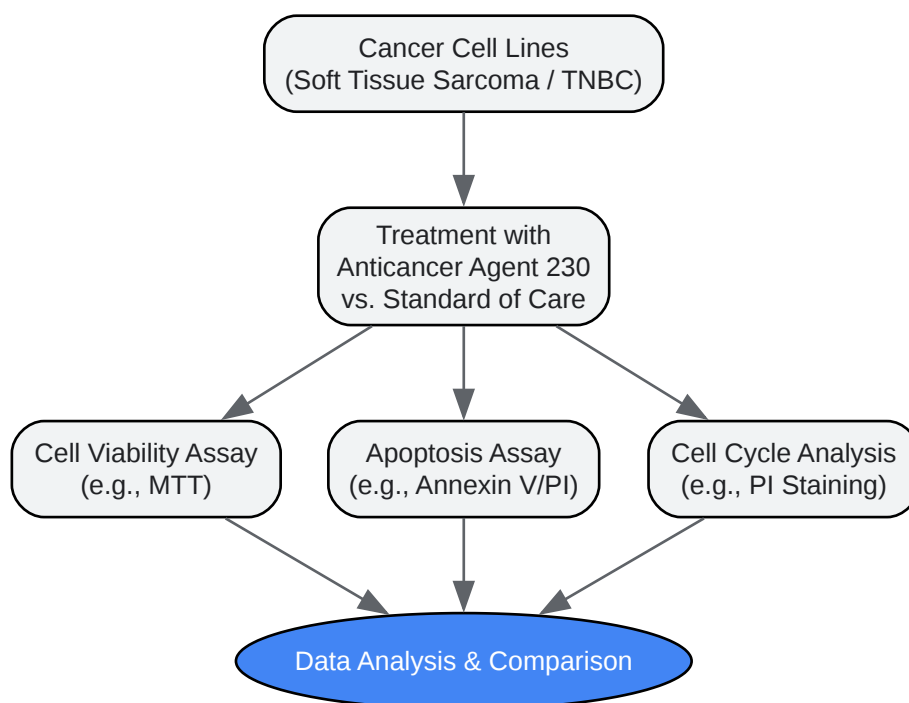 Cancer Cell Lines
(Soft Tissue Sarcoma / TNBC)
Treatment with
Anticancer Agent 230
vs. Standard of Care
Cell Viability Assay
(e.g., MTT)
Apoptosis Assay
(e.g., Annexin V/PI)
Cell Cycle Analysis
(e.g., PI Staining)
Data Analysis & Comparison